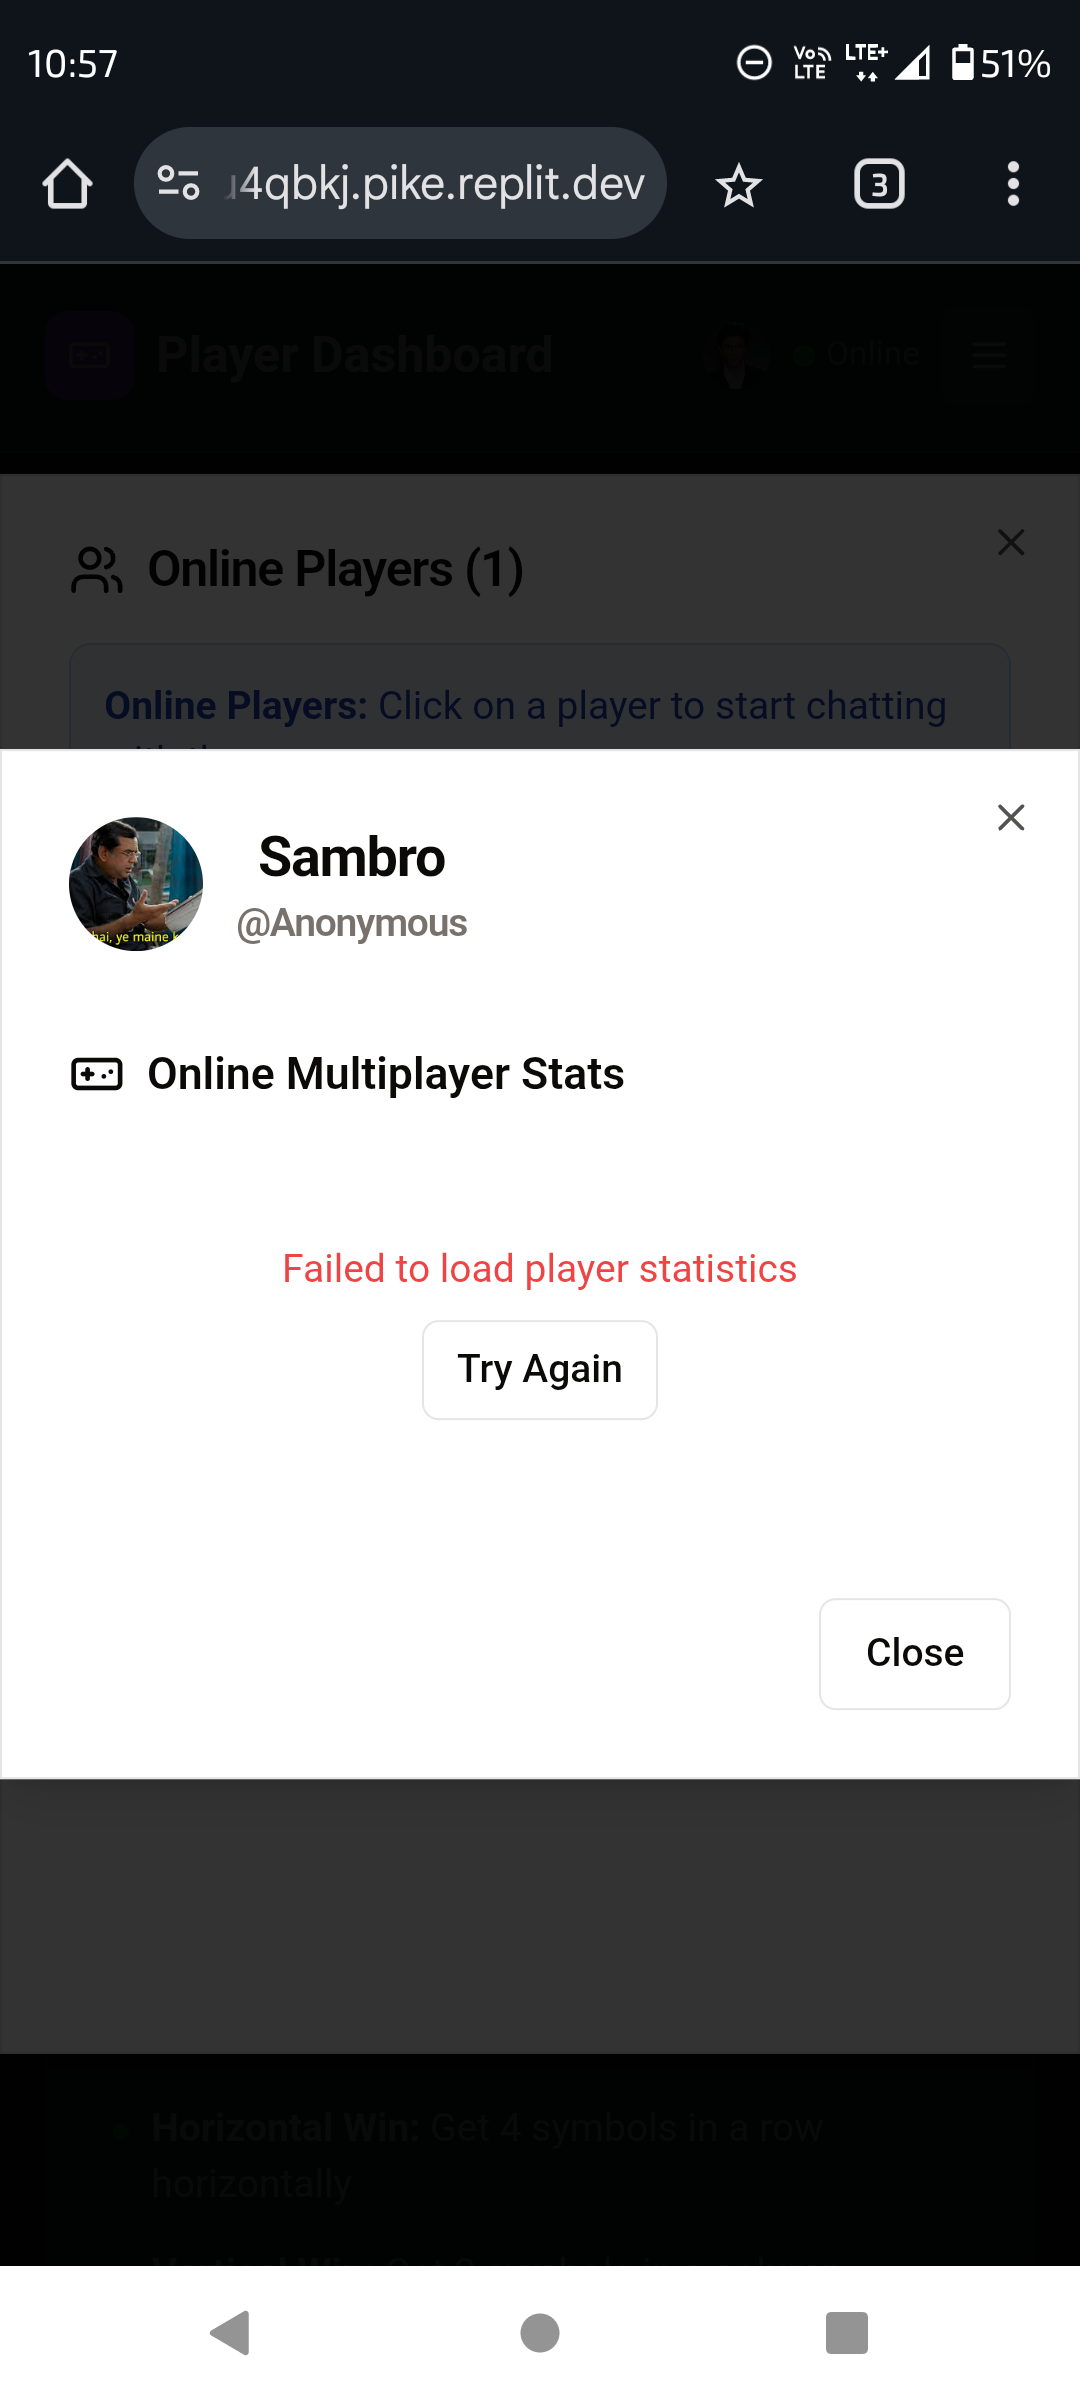 10:57
Vo
LTE
LTE+
51%
4qbkj.pike.replit.dev
3
Player Dashboard
Online
Online Players (1)
Online Players: Click on a player to start chatting
Sambro
@Anonymous
hai, ye maine
Online Multiplayer Stats
Failed to load player statistics
Try Again
Close
Horizontal Win: Get 4 symbols in a row
horizontally